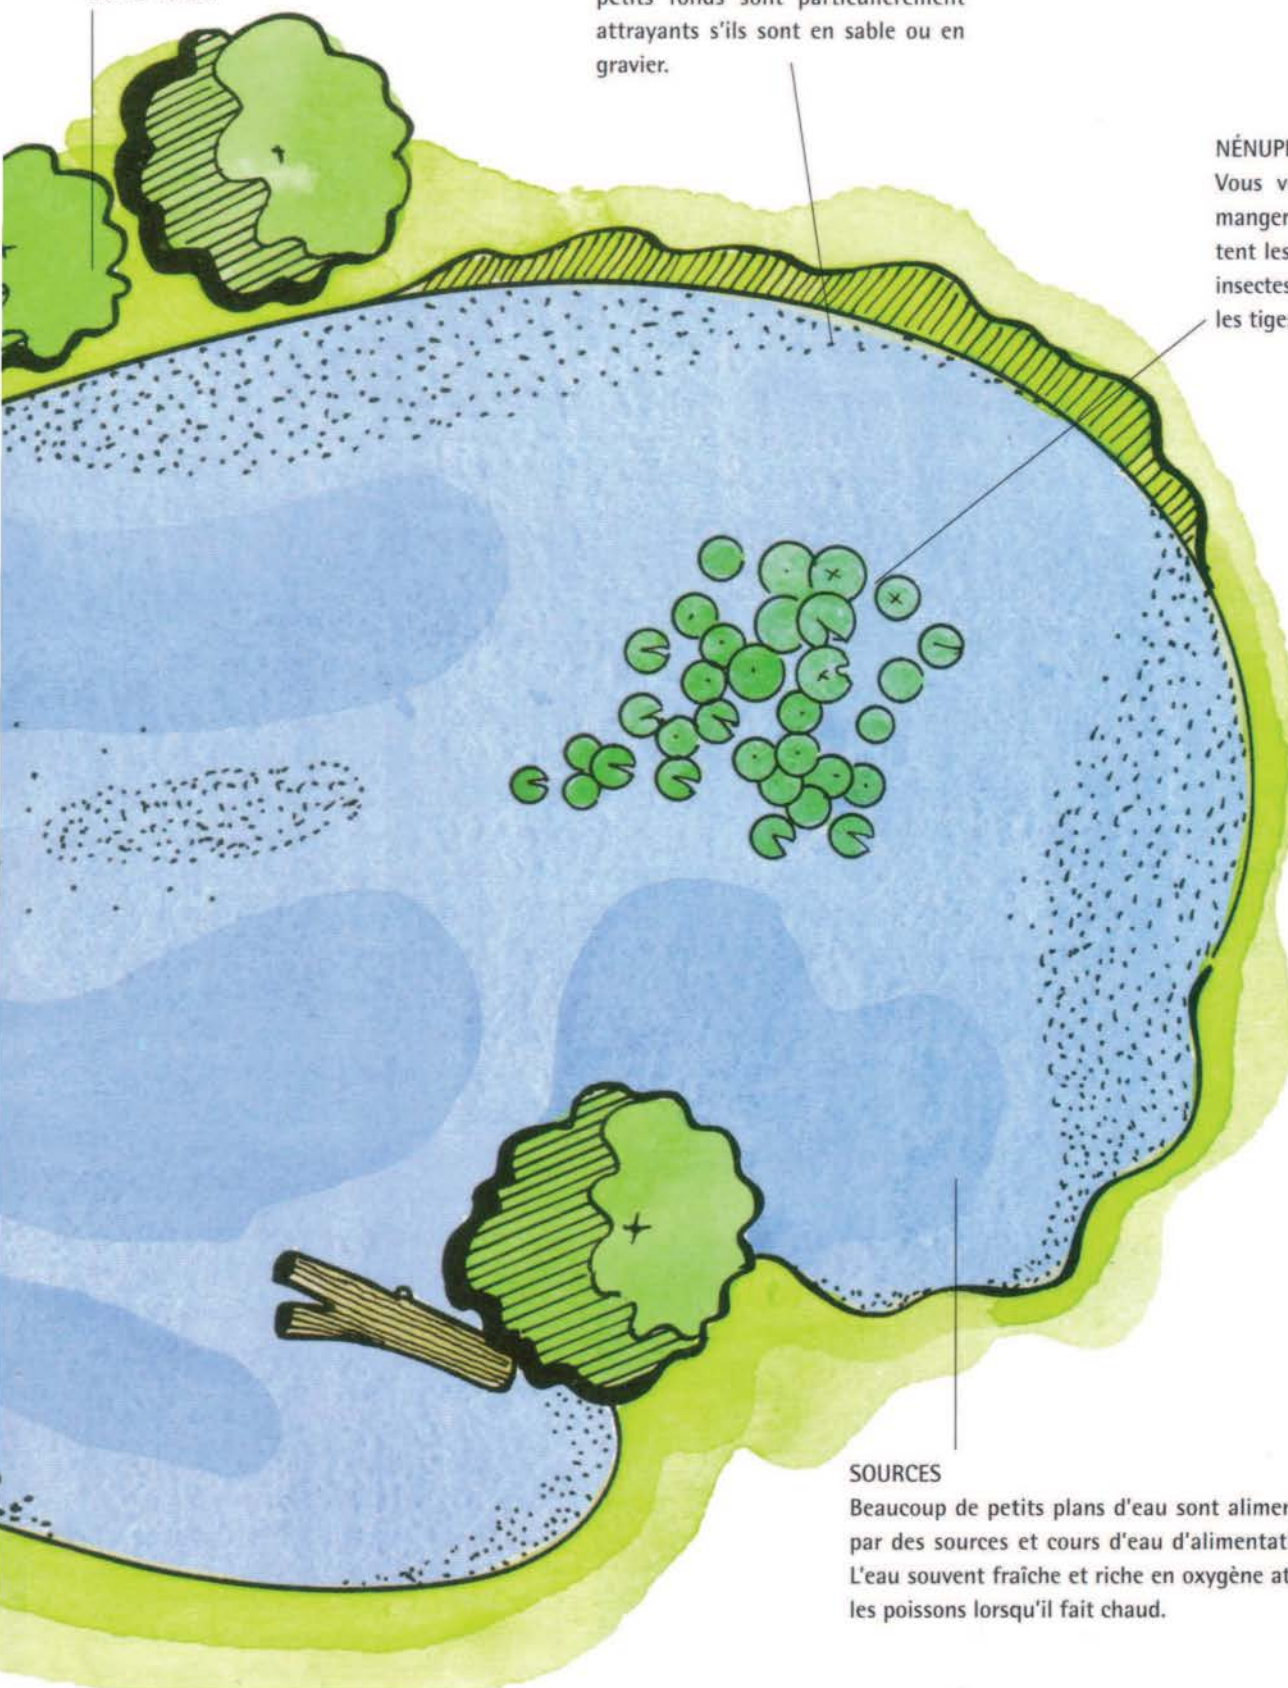 petits fonds sont particulièrement
attrayants s'ils sont en sable ou en
gravier.
NÉNUP
Vous v
manger
tent les
insectes
les tige
SOURCES
Beaucoup de petits plans d'eau sont alimen
par des sources et cours d'eau d'alimentat
L'eau souvent fraîche et riche en oxygène at
les poissons lorsqu'il fait chaud.